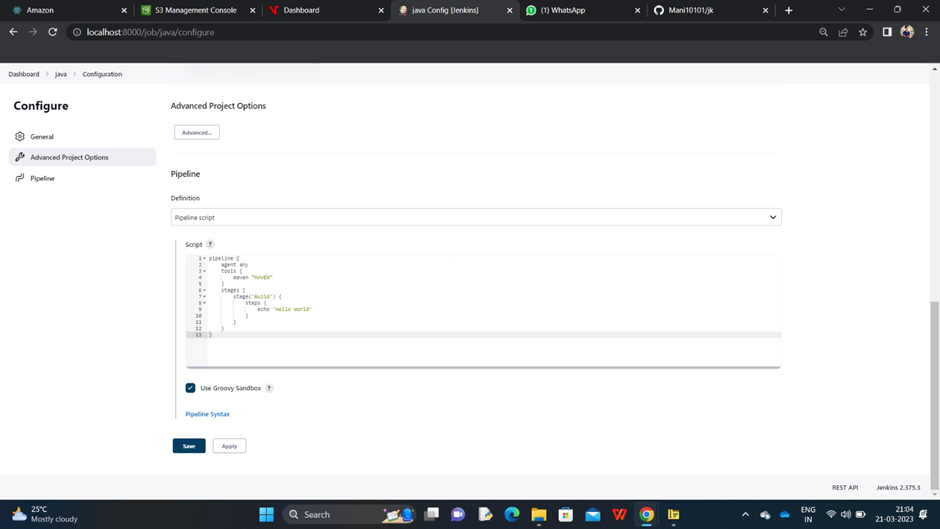 Amazon
S3 Management Console
Dashboard
java Config [Jenkins]
(1) WhatsApp
Mani10101/jk
localhost:8000/job/java/configure
Dashboard
java
Configuration
Configure
General
Advanced Project Options
Pipeline
Advanced Project Options
Advanced...
Pipeline
Definition
Pipeline script
Script ?
1 pipeline {
2 agent any
3 tools {
4 maven "MAVEN"
5 }
6 stages {
7 stage('Build') {
8 steps {
9 echo 'Hello World'
10 }
11 }
12 }
13 }
Use Groovy Sandbox ?
Pipeline Syntax
Save
Apply
REST API
Jenkins 2.375.3
25°C
Mostly cloudy
Search
ENG
IN
21:04
21-03-2023